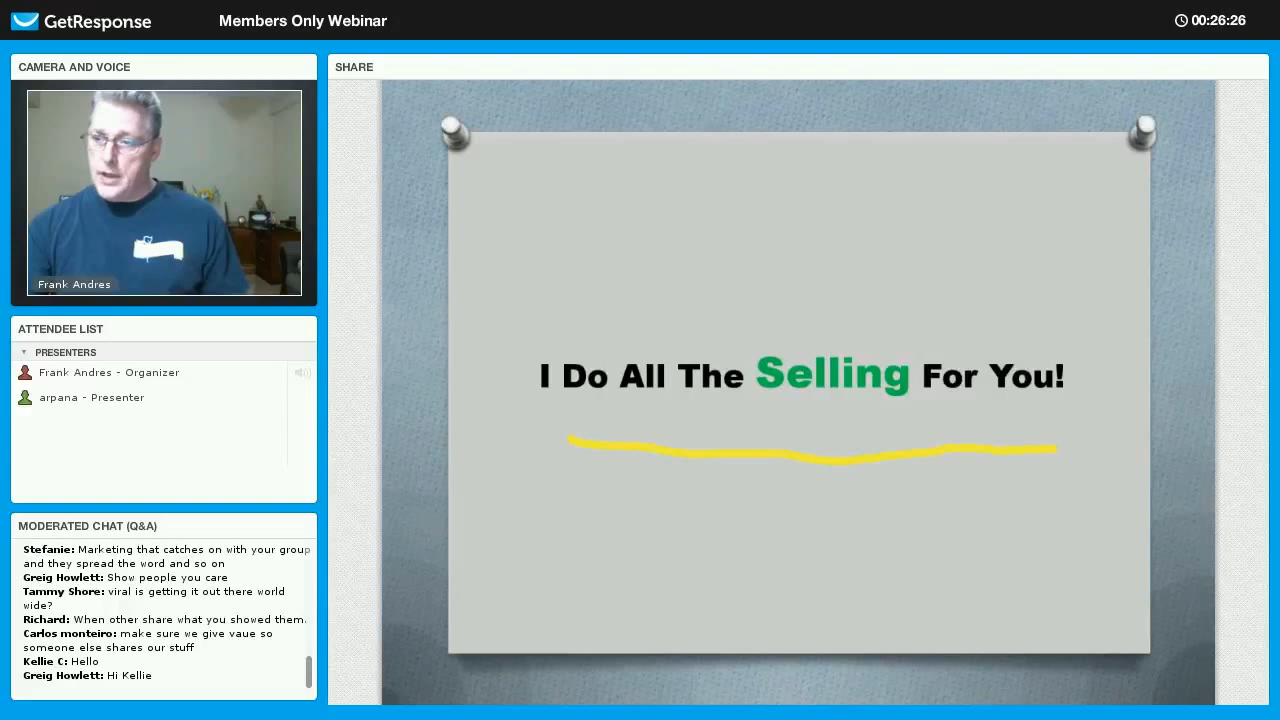 GetResponse
Members Only Webinar
00:26:26
CAMERA AND VOICE
Frank Andres
ATTENDEE LIST
PRESENTERS
Frank Andres - Organizer
arpana - Presenter
MODERATED CHAT (Q&A)
Stefanie: Marketing that catches on with your group
and they spread the word and so on
Greig Howlett: Show people you care
Tammy Shore: viral is getting it out there world
wide?
Richard: When other share what you showed them.
Carlos monteiro: make sure we give vaue so
someone else shares our stuff
Kellie C: Hello
Greig Howlett: Hi Kellie
SHARE
I Do All The Selling For You!